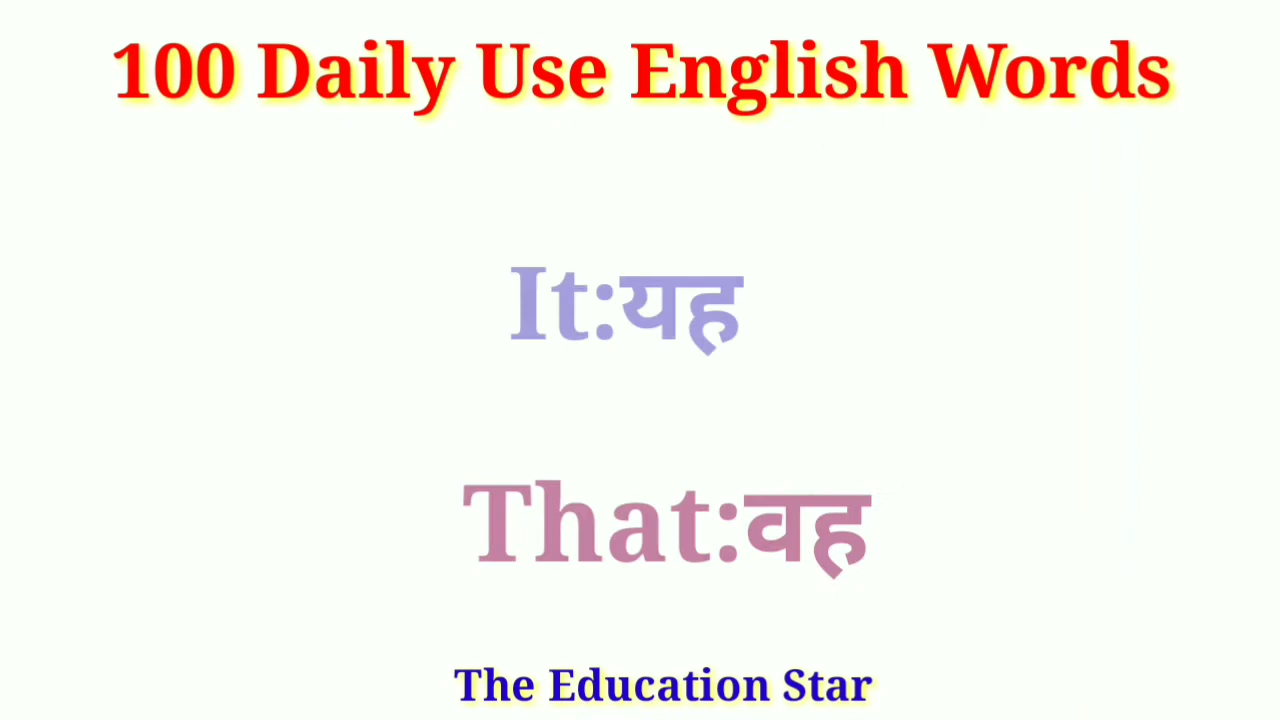 100 Daily Use English Words
It:यह
That:वह
The Education Star